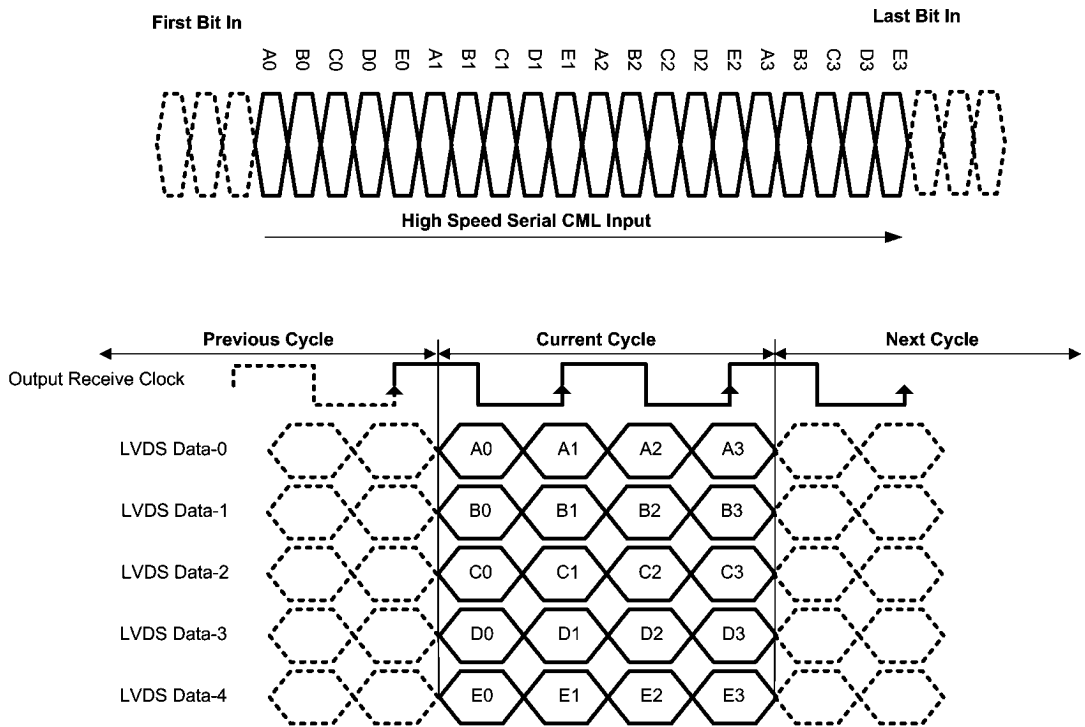 First Bit In
Last Bit In
A0 B0 C0 D0 E0 A1 B1 C1 D1 E1 A2 B2 C2 D2 E2 A3 B3 C3 D3 E3
High Speed Serial CML Input
Previous Cycle Current Cycle Next Cycle
Output Receive Clock
LVDS Data-0 A0 A1 A2 A3
LVDS Data-1 B0 B1 B2 B3
LVDS Data-2 C0 C1 C2 C3
LVDS Data-3 D0 D1 D2 D3
LVDS Data-4 E0 E1 E2 E3